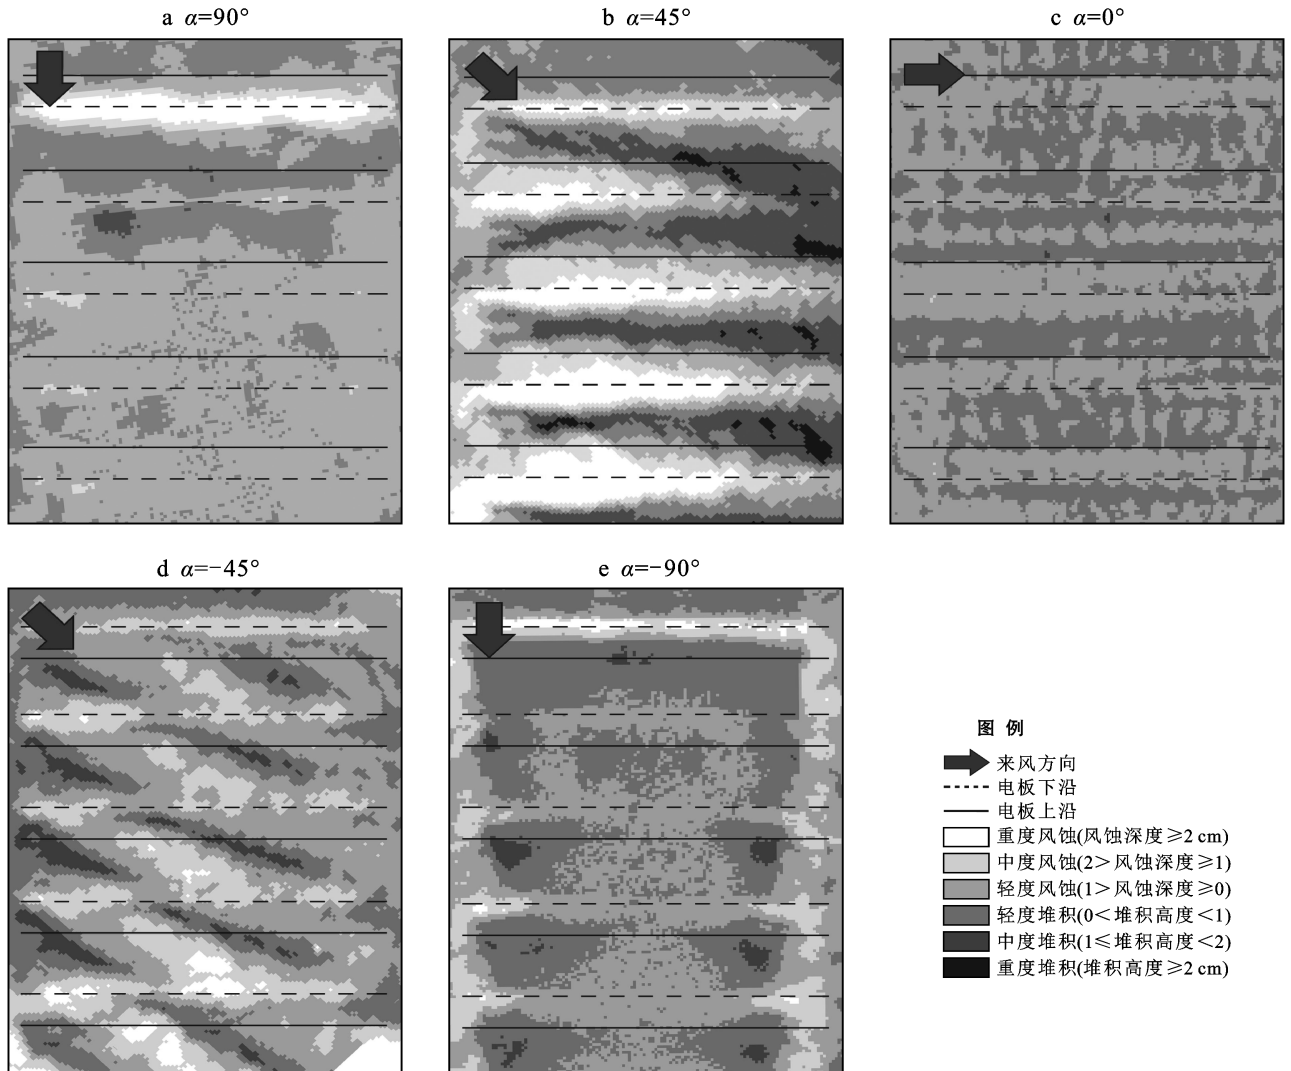 a α=90°
b α=45°
c α=0°
d α=−45°
e α=−90°
图 例
来风方向
电板下沿
电板上沿
重度风蚀(风蚀深度≥2 cm)
中度风蚀(2>风蚀深度≥1)
轻度风蚀(1>风蚀深度≥0)
轻度堆积(0<堆积高度<1)
中度堆积(1≤堆积高度<2)
重度堆积(堆积高度≥2 cm)